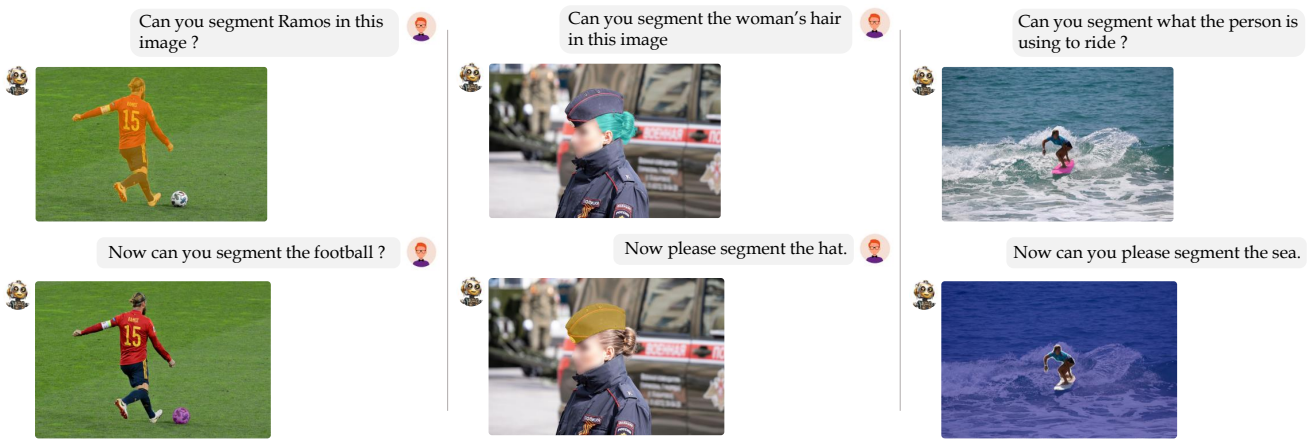 Can you segment Ramos in this
image ?
RAMOS
15
Now can you segment the football ?
RAMOS
15
Can you segment the woman's hair
in this image
Now please segment the hat.
Can you segment what the person is
using to ride ?
Now can you please segment the sea.